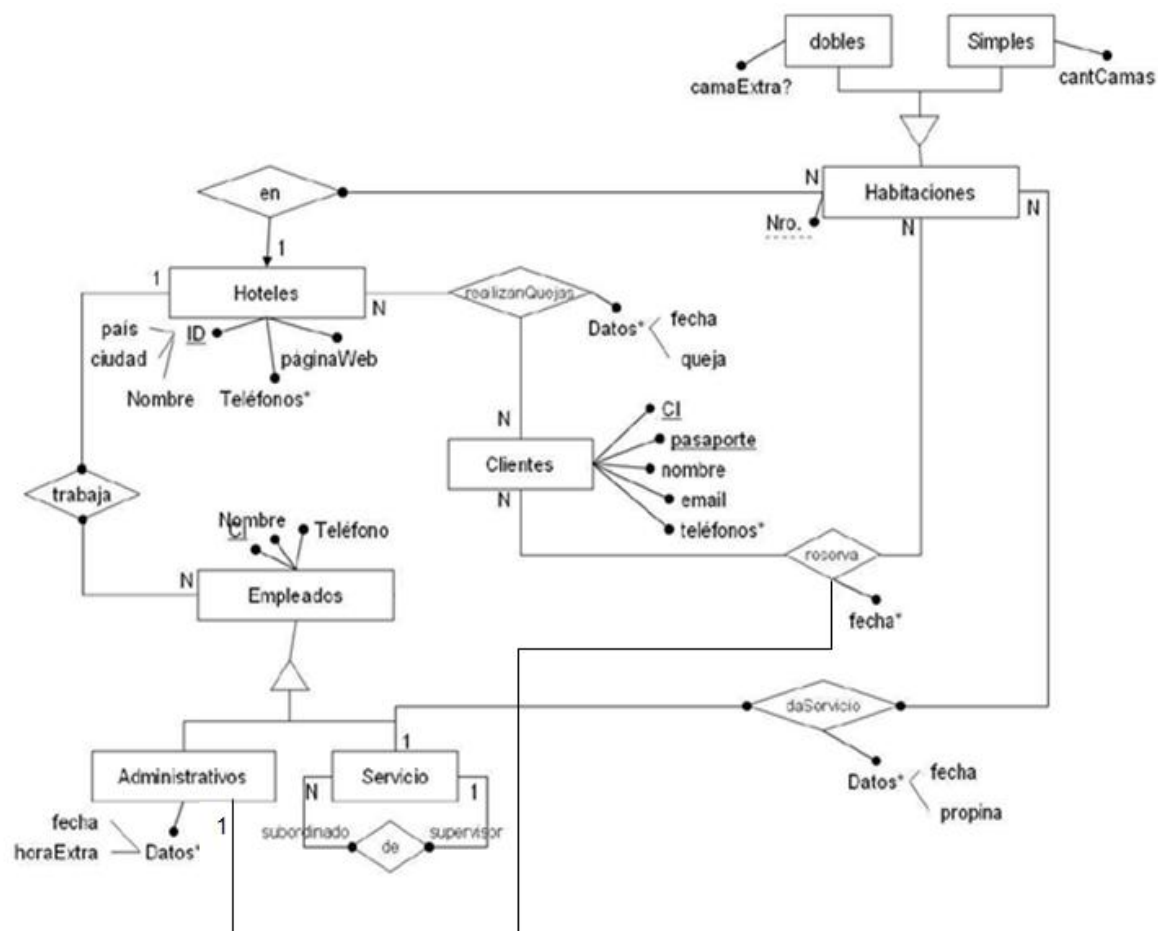 dobles
Simples
camaExtra?
cantCamas
en
N
Habitaciones
N
N
Nro.
1
1
Hoteles
N
realizanQuejas
Datos*
fecha
queja
país
ciudad
Nombre
ID
páginaWeb
Teléfonos*
N
Clientes
N
CI
pasaporte
nombre
email
teléfonos*
trabaja
Nombre
CI
Teléfono
N
Empleados
reserva
fecha*
daServicio
Datos*
fecha
propina
1
Administrativos
Servicio
N
1
1
subordinado
de
supervisor
fecha
horaExtra
Datos*